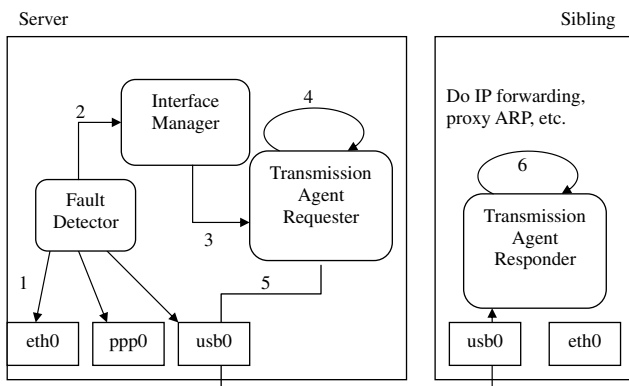 Server
Sibling
2
Interface
Manager
4
Do IP forwarding,
proxy ARP, etc.
Fault
Detector
3
Transmission
Agent
Requester
6
Transmission
Agent
Responder
1
5
eth0
ppp0
usb0
usb0
eth0